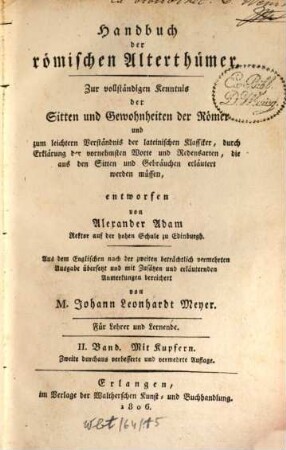 Handbuch
der
römischen Alterthümer.
Zur vollständigen Kenntnis
der
Sitten und Gewohnheiten der Römer
und
zum leichtern Verständnis der lateinischen Klassiker, durch
Erklärung der vornehmsten Worte und Redensarten, die
aus den Sitten und Gebräuchen erläutert
werden müssen,
entworfen
von
Alexander Adam
Rektor auf der hohen Schule zu Edinburgh.
Aus dem Englischen nach der zweiten beträchtlich vermehrten
Ausgabe übersetzt und mit Zusätzen und erläuternden
Anmerkungen bereichert
von
M. Johann Leonhardt Meyer.
Für Lehrer und Lernende.
II. Band. Mit Kupfern.
Zweite durchaus verbesserte und vermehrte Auflage.
Erlangen,
im Verlage der Waltherschen Kunst- und Buchhandlung.
1806.